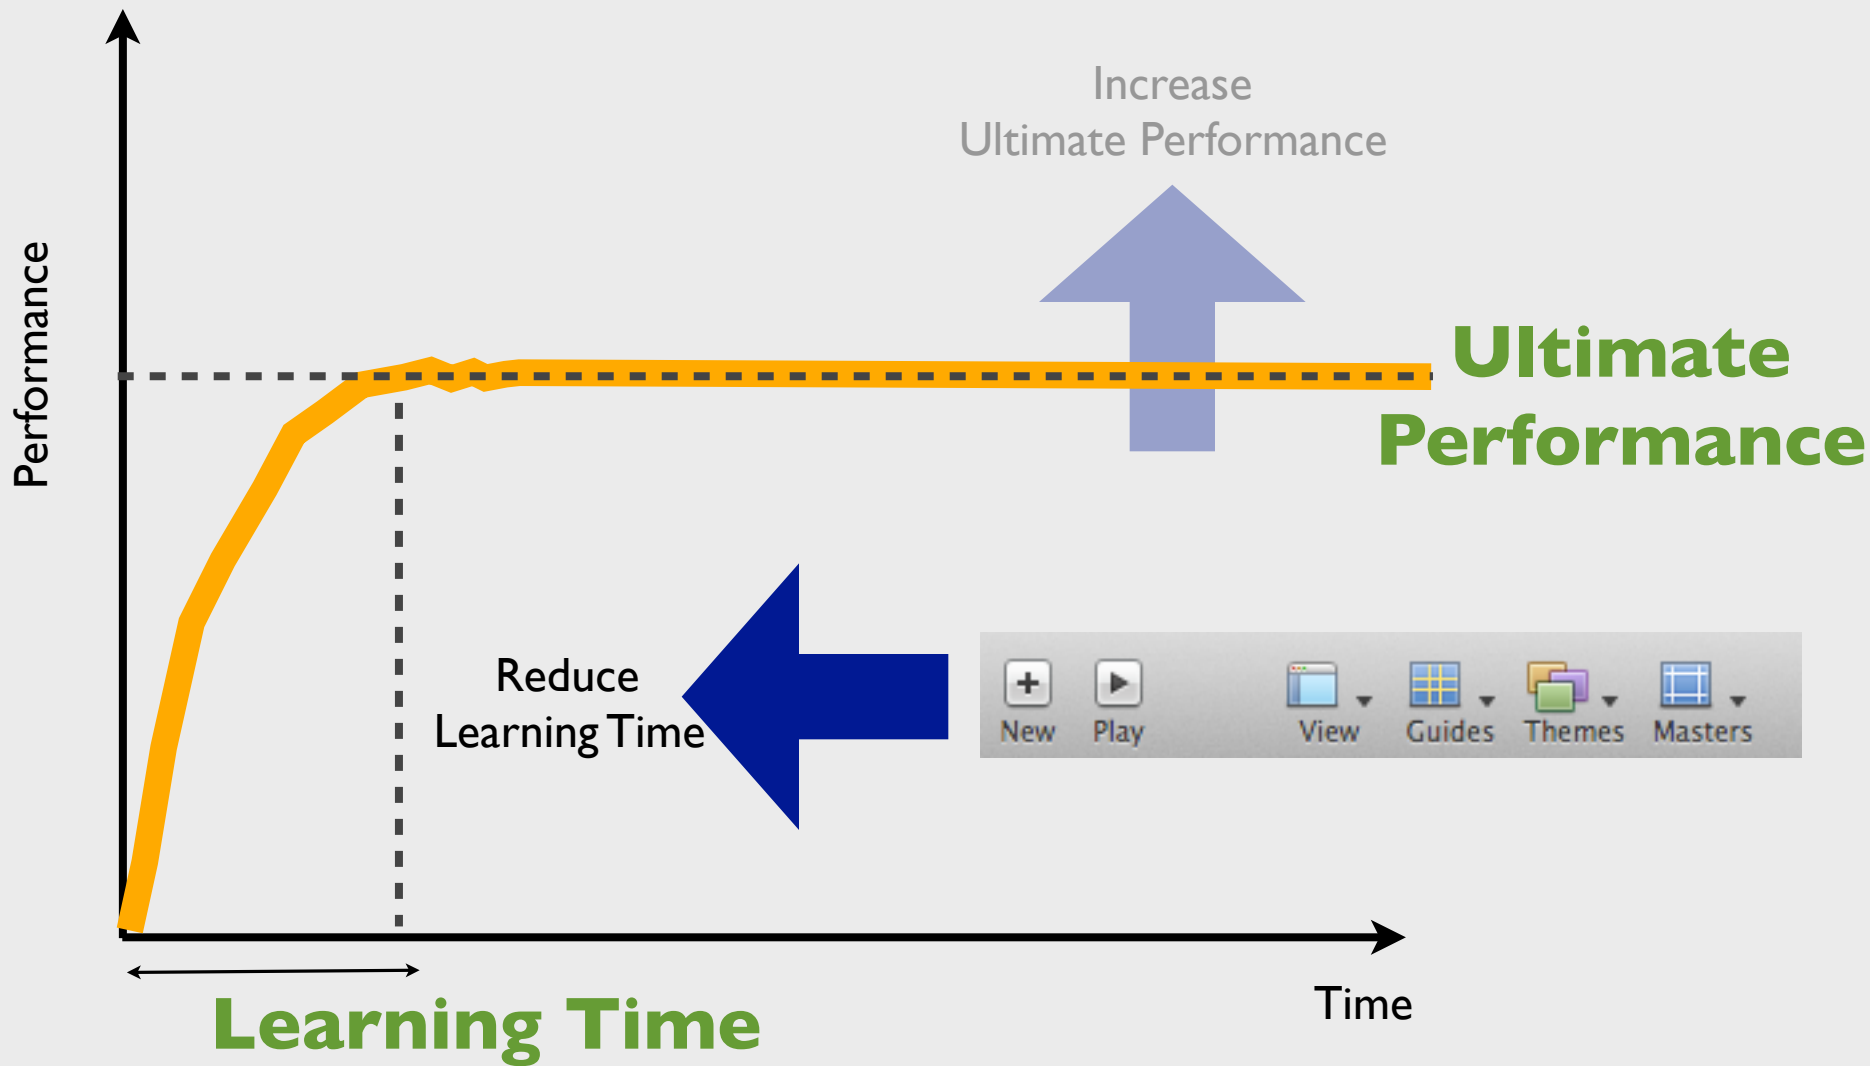 Increase
Ultimate Performance
Performance
Ultimate
Performance
Reduce
Learning Time
New Play View Guides Themes Masters
Time
Learning Time